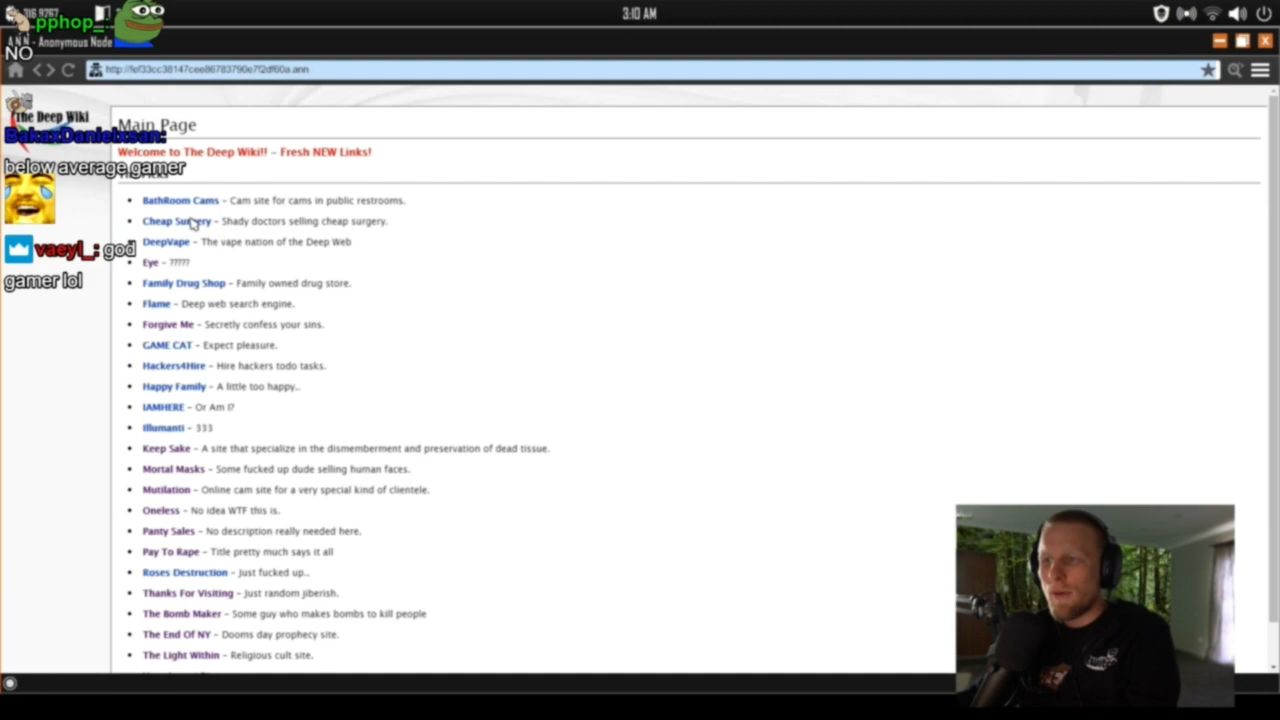 316.9767
3:10 AM
pphop_:
NO
ANN - Anonymous Node
The Deep Wiki
BakaxDanielxsan:
below average gamer
vaeyl_: god
gamer lol
Main Page
Welcome to The Deep Wiki!! – Fresh NEW Links!
BathRoom Cams – Cam site for cams in public restrooms.
Cheap Surgery – Shady doctors selling cheap surgery.
DeepVape – The vape nation of the Deep Web
Eye – ?????
Family Drug Shop – Family owned drug store.
Flame – Deep web search engine.
Forgive Me – Secretly confess your sins.
GAME CAT – Expect pleasure.
Hackers4Hire – Hire hackers todo tasks.
Happy Family – A little too happy..
IAMHERE – Or Am I?
Illumanti – 333
Keep Sake – A site that specialize in the dismemberment and preservation of dead tissue.
Mortal Masks – Some fucked up dude selling human faces.
Mutilation – Online cam site for a very special kind of clientele.
Oneless – No idea WTF this is.
Panty Sales – No description really needed here.
Pay To Rape – Title pretty much says it all
Roses Destruction – Just fucked up..
Thanks For Visiting – Just random jiberish.
The Bomb Maker – Some guy who makes bombs to kill people
The End Of NY – Dooms day prophecy site.
The Light Within – Religious cult site.